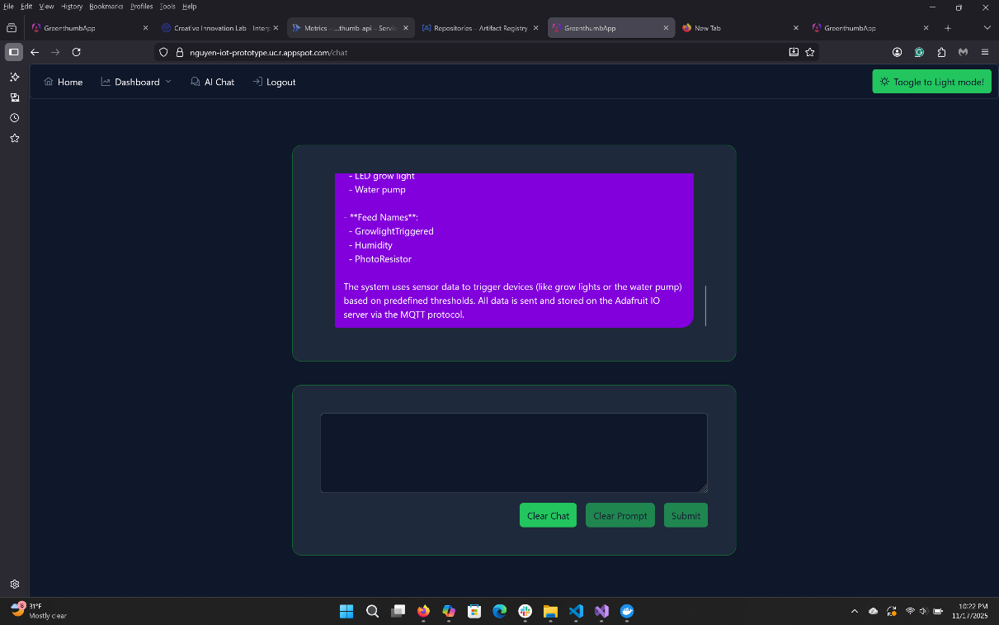 File Edit View History Bookmarks Profiles Tools Help
GreenthumbApp
Creative Innovation Lab - Interp
Metrics - ...thumb-api - Servic
Repositories – Artifact Registry
GreenthumbApp
New Tab
GreenthumbApp
nguyen-iot-prototype.uc.r.appspot.com/chat
Home Dashboard AI Chat Logout Toogle to Light mode!
- LED grow light
- Water pump
- **Feed Names**:
- GrowlightTriggered
- Humidity
- PhotoResistor
The system uses sensor data to trigger devices (like grow lights or the water pump)
based on predefined thresholds. All data is sent and stored on the Adafruit IO
server via the MQTT protocol.
Clear Chat Clear Prompt Submit
Mostly clear
10:22 PM
11/17/2025